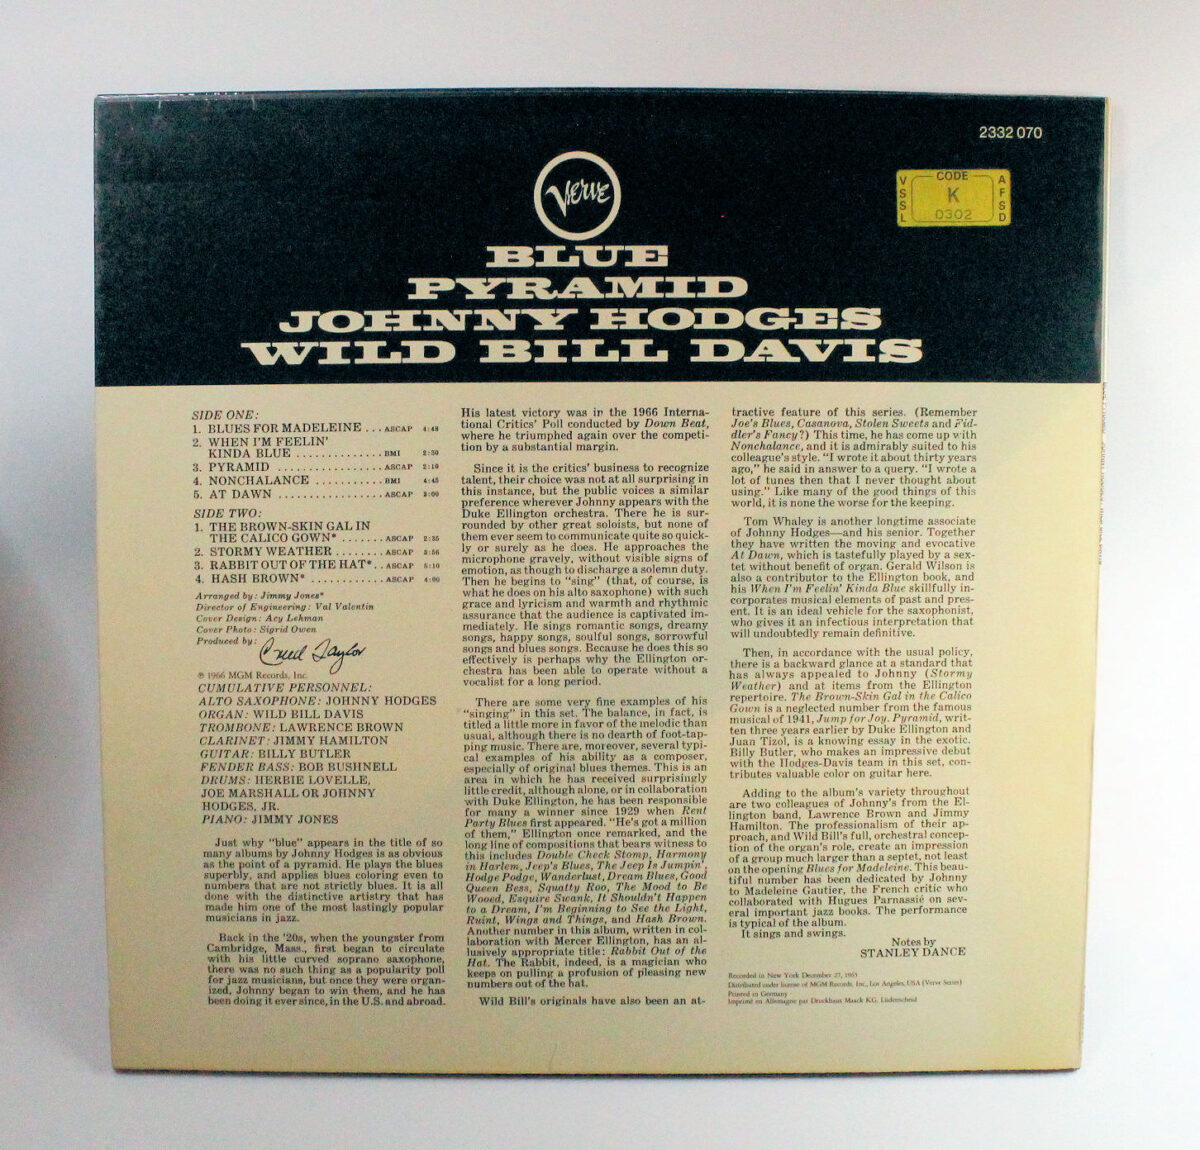 2332 070
VSSL
CODE
K
0302
AFSD
Verve
BLUE
PYRAMID
JOHNNY HODGES
WILD BILL DAVIS
SIDE ONE:
1. BLUES FOR MADELEINE ... ASCAP 4:48
2. WHEN I'M FEELIN'
KINDA BLUE .............. BMI 2:50
3. PYRAMID ................ ASCAP 2:19
4. NONCHALANCE ........... BMI 4:45
5. AT DAWN ................ ASCAP 3:00
SIDE TWO:
1. THE BROWN-SKIN GAL IN
THE CALICO GOWN* ....... ASCAP 2:35
2. STORMY WEATHER ........ ASCAP 3:56
3. RABBIT OUT OF THE HAT* .. ASCAP 5:10
4. HASH BROWN* ............ ASCAP 4:00
Arranged by: Jimmy Jones*
Director of Engineering: Val Valentin
Cover Design: Acy Lehman
Cover Photo: Sigrid Owen
Produced by:
Creed Taylor
℗ 1966 MGM Records, Inc.
CUMULATIVE PERSONNEL:
ALTO SAXOPHONE: JOHNNY HODGES
ORGAN: WILD BILL DAVIS
TROMBONE: LAWRENCE BROWN
CLARINET: JIMMY HAMILTON
GUITAR: BILLY BUTLER
FENDER BASS: BOB BUSHNELL
DRUMS: HERBIE LOVELLE,
JOE MARSHALL OR JOHNNY
HODGES, JR.
PIANO: JIMMY JONES
Just why "blue" appears in the title of so
many albums by Johnny Hodges is as obvious
as the point of a pyramid. He plays the blues
superbly, and applies blues coloring even to
numbers that are not strictly blues. It is all
done with the distinctive artistry that has
made him one of the most lastingly popular
musicians in jazz.
Back in the '20s, when the youngster from
Cambridge, Mass., first began to circulate
with his little curved soprano saxophone,
there was no such thing as a popularity poll
for jazz musicians, but once they were organ-
ized, Johnny began to win them, and he has
been doing it ever since, in the U.S. and abroad.
His latest victory was in the 1966 Interna-
tional Critics' Poll conducted by Down Beat,
where he triumphed again over the competi-
tion by a substantial margin.
Since it is the critics' business to recognize
talent, their choice was not at all surprising in
this instance, but the public voices a similar
preference wherever Johnny appears with the
Duke Ellington orchestra. There he is sur-
rounded by other great soloists, but none of
them ever seem to communicate quite so quick-
ly or surely as he does. He approaches the
microphone gravely, without visible signs of
emotion, as though to discharge a solemn duty.
Then he begins to "sing" (that, of course, is
what he does on his alto saxophone) with such
grace and lyricism and warmth and rhythmic
assurance that the audience is captivated im-
mediately. He sings romantic songs, dreamy
songs, happy songs, soulful songs, sorrowful
songs and blues songs. Because he does this so
effectively is perhaps why the Ellington or-
chestra has been able to operate without a
vocalist for a long period.
There are some very fine examples of his
"singing" in this set. The balance, in fact, is
titled a little more in favor of the melodic than
usual, although there is no dearth of foot-tap-
ping music. There are, moreover, several typi-
cal examples of his ability as a composer,
especially of original blues themes. This is an
area in which he has received surprisingly
little credit, although alone, or in collaboration
with Duke Ellington, he has been responsible
for many a winner since 1929 when Rent
Party Blues first appeared. "He's got a million
of them," Ellington once remarked, and the
long line of compositions that bears witness to
this includes Double Check Stomp, Harmony
in Harlem, Jeep's Blues, The Jeep Is Jumpin',
Hodge Podge, Wanderlust, Dream Blues, Good
Queen Bess, Squatty Roo, The Mood to Be
Wooed, Esquire Swank, It Shouldn't Happen
to a Dream, I'm Beginning to See the Light,
Ruint, Wings and Things, and Hash Brown.
Another number in this album, written in col-
laboration with Mercer Ellington, has an al-
lusively appropriate title: Rabbit Out of the
Hat. The Rabbit, indeed, is a magician who
keeps on pulling a profusion of pleasing new
numbers out of the hat.
Wild Bill's originals have also been an at-
tractive feature of this series. (Remember
Joe's Blues, Casanova, Stolen Sweets and Fid-
dler's Fancy?) This time, he has come up with
Nonchalance, and it is admirably suited to his
colleague's style. "I wrote it about thirty years
ago," he said in answer to a query. "I wrote a
lot of tunes then that I never thought about
using." Like many of the good things of this
world, it is none the worse for the keeping.
Tom Whaley is another longtime associate
of Johnny Hodges—and his senior. Together
they have written the moving and evocative
At Dawn, which is tastefully played by a sex-
tet without benefit of organ. Gerald Wilson is
also a contributor to the Ellington book, and
his When I'm Feelin' Kinda Blue skillfully in-
corporates musical elements of past and pres-
ent. It is an ideal vehicle for the saxophonist,
who gives it an infectious interpretation that
will undoubtedly remain definitive.
Then, in accordance with the usual policy,
there is a backward glance at a standard that
has always appealed to Johnny (Stormy
Weather) and at items from the Ellington
repertoire. The Brown-Skin Gal in the Calico
Gown is a neglected number from the famous
musical of 1941, Jump for Joy. Pyramid, writ-
ten three years earlier by Duke Ellington and
Juan Tizol, is a knowing essay in the exotic.
Billy Butler, who makes an impressive debut
with the Hodges-Davis team in this set, con-
tributes valuable color on guitar here.
Adding to the album's variety throughout
are two colleagues of Johnny's from the El-
lington band, Lawrence Brown and Jimmy
Hamilton. The professionalism of their ap-
proach, and Wild Bill's full, orchestral concep-
tion of the organ's role, create an impression
of a group much larger than a septet, not least
on the opening Blues for Madeleine. This beau-
tiful number has been dedicated by Johnny
to Madeleine Gautier, the French critic who
collaborated with Hugues Parnassié on sev-
eral important jazz books. The performance
is typical of the album.
It sings and swings.
Notes by
STANLEY DANCE
Recorded in New York December 27, 1965
Distributed under license of MGM Records, Inc., Los Angeles, USA (Verve Series)
Printed in Germany
Imprimé en Allemagne par Druckhaus Maack KG, Lüdenscheid